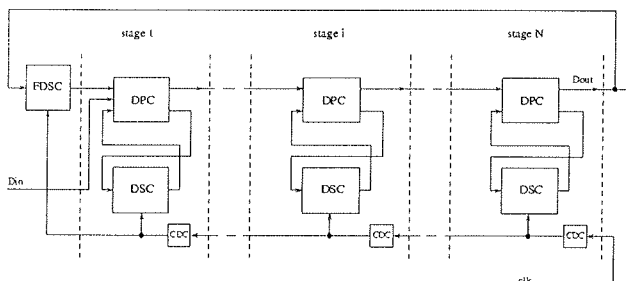 stage 1
stage i
stage N
Dout
FDSC
DPC
DPC
DPC
Din
DSC
DSC
DSC
CDC
CDC
CDC
clk